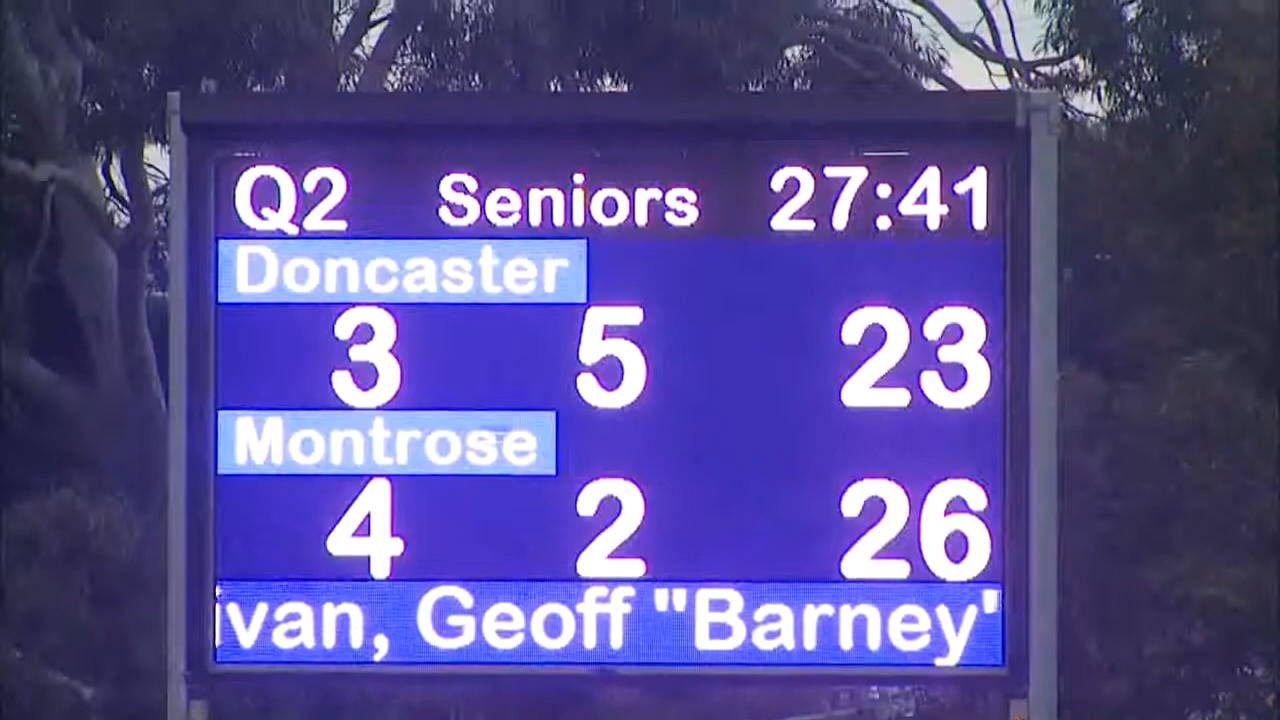 Q2 Seniors 27:41
Doncaster
3 5 23
Montrose
4 2 26
ivan, Geoff "Barney"